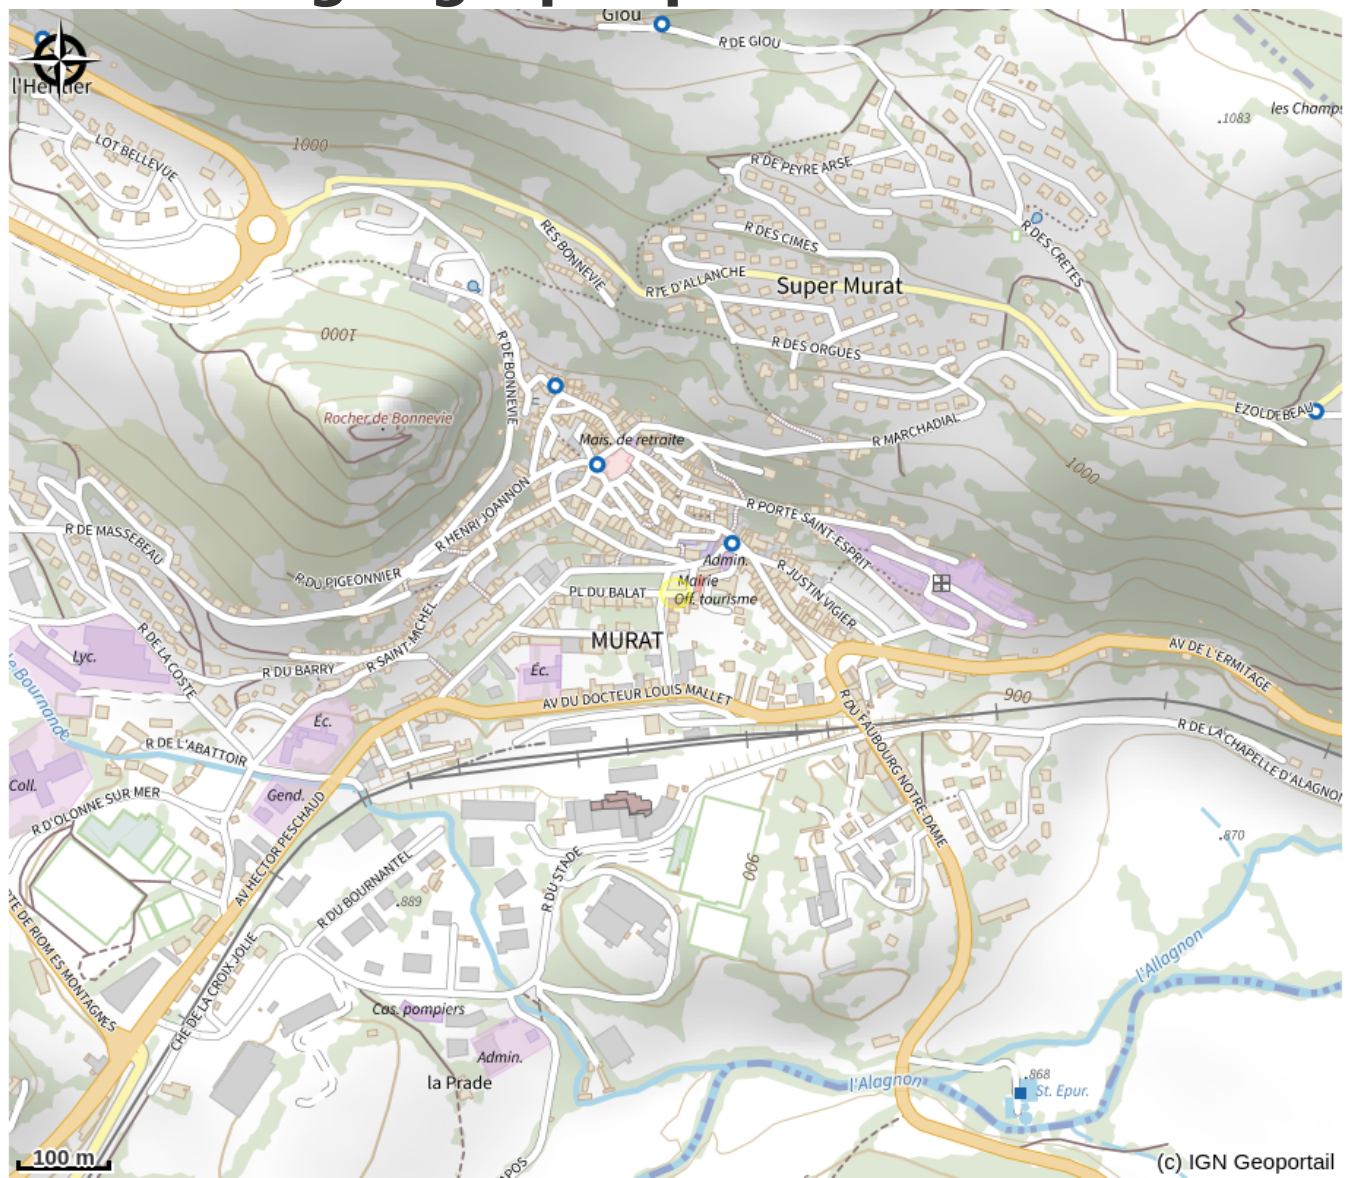 Giou
R DE GIOU
l'Heritier
les Champs
.1083
LOT BELLEVUE
1000
R DE PEYRE ARSE
R DES CIMES
R DES CRETES
RES BONNEVIE
RTE D'ALLANCHE
Super Murat
1000
R DE BONNEVIE
R DES ORGUES
Rocher de Bonnevie
EZOLDEBEAU
R MARCHADIAL
Mais. de retraite
1000
R HENRI JOANNON
R PORTE SAINT-ESPRIT
R DE MASSEBEAU
Admin.
R DU PIGEONNIER
Mairie
PL DU BALAT
Off. tourisme
R JUSTIN VIGIER
MURAT
R SAINT-MICHEL
R DE LA COSTE
Lyc.
R DU BARRY
Éc.
AV DE L'ERMITAGE
Le Bournande
AV DU DOCTEUR LOUIS MALLET
900
Éc.
R DU FAUBOURG NOTRE-DAME
R DE LA CHAPELLE D'ALAGNON
R DE L'ABATTOIR
Coll.
Gend.
R D'OLONNE SUR MER
AV HECTOR PESCHAUD
.870
R DU STADE
900
R DU BOURNANTEL
.889
RTE DE RIOM ES MONTAGNES
CHE DE LA CROIX JOLIE
l'Allagnon
Cas. pompiers
Admin.
la Prade
l'Alagnon
.868
St. Epur.
100 m
(c) IGN Geoportail